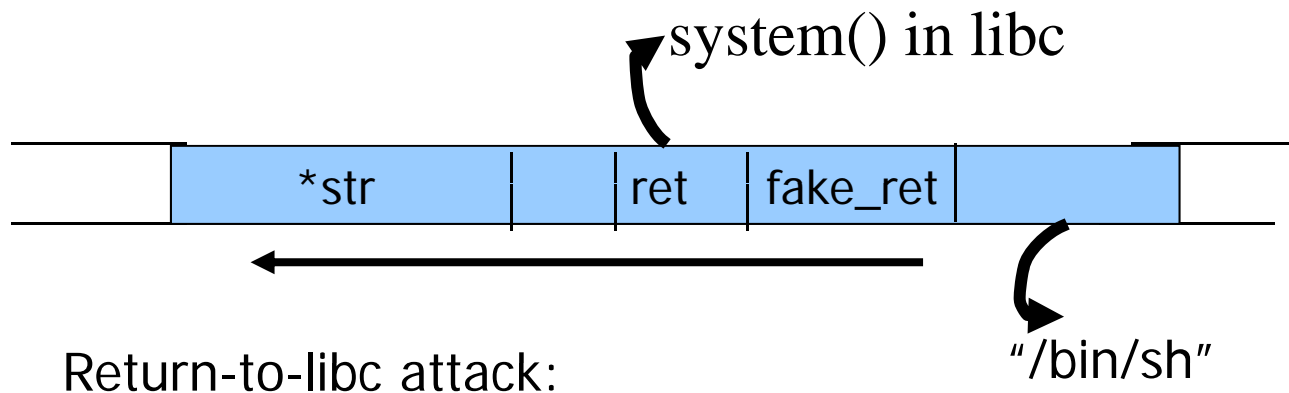 system() in libc
*str ret fake_ret
Return-to-libc attack:
“/bin/sh”